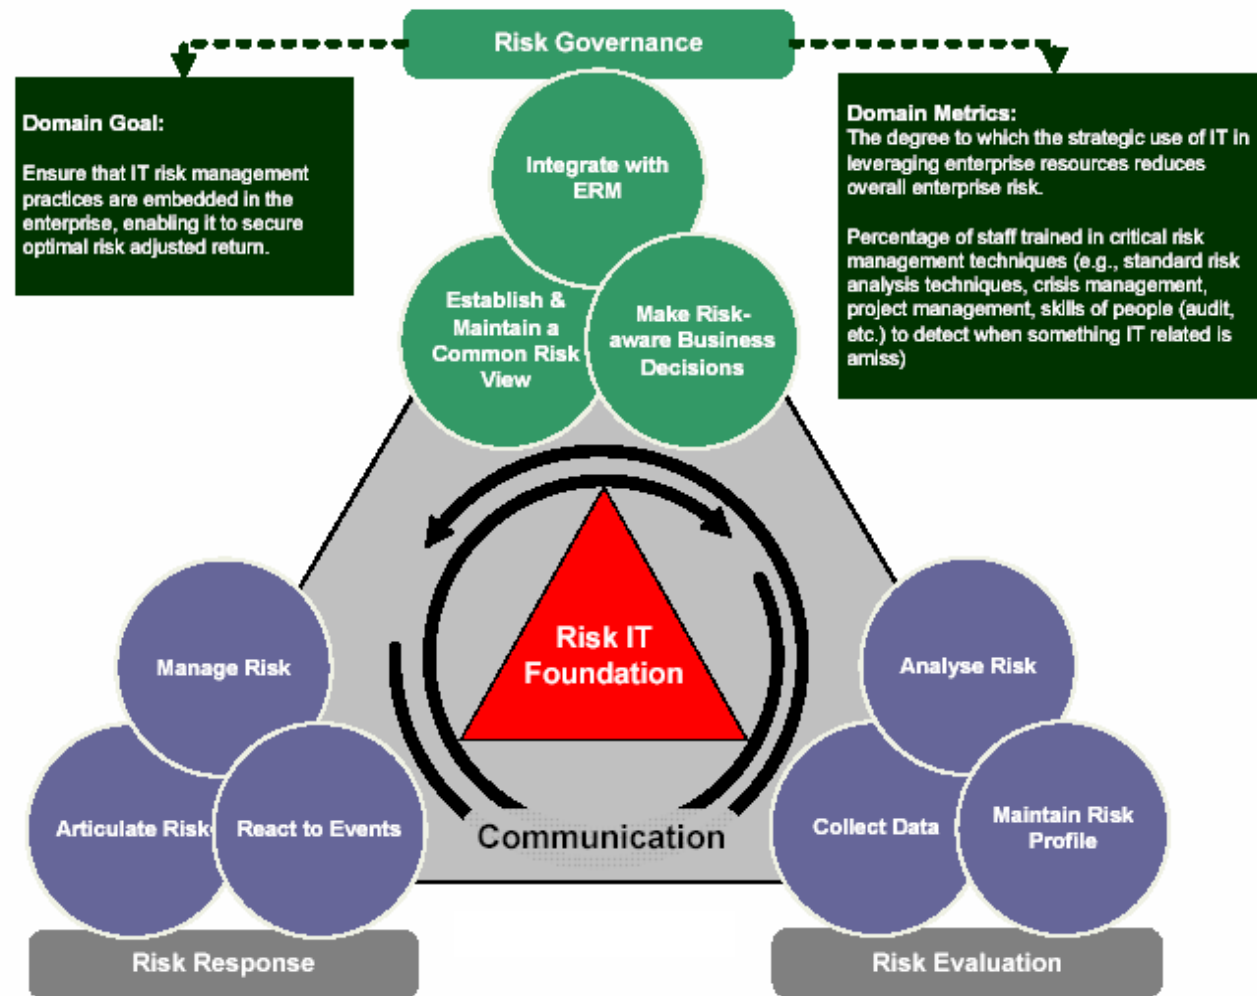 Risk Governance
Domain Goal:
Ensure that IT risk management
practices are embedded in the
enterprise, enabling it to secure
optimal risk adjusted return.
Domain Metrics:
The degree to which the strategic use of IT in
leveraging enterprise resources reduces
overall enterprise risk.
Percentage of staff trained in critical risk
management techniques (e.g., standard risk
analysis techniques, crisis management,
project management, skills of people (audit,
etc.) to detect when something IT related is
amiss)
Integrate with
ERM
Establish &
Maintain a
Common Risk
View
Make Risk-
aware Business
Decisions
Risk IT
Foundation
Manage Risk
Articulate Risk
React to Events
Analyse Risk
Collect Data
Maintain Risk
Profile
Communication
Risk Response
Risk Evaluation